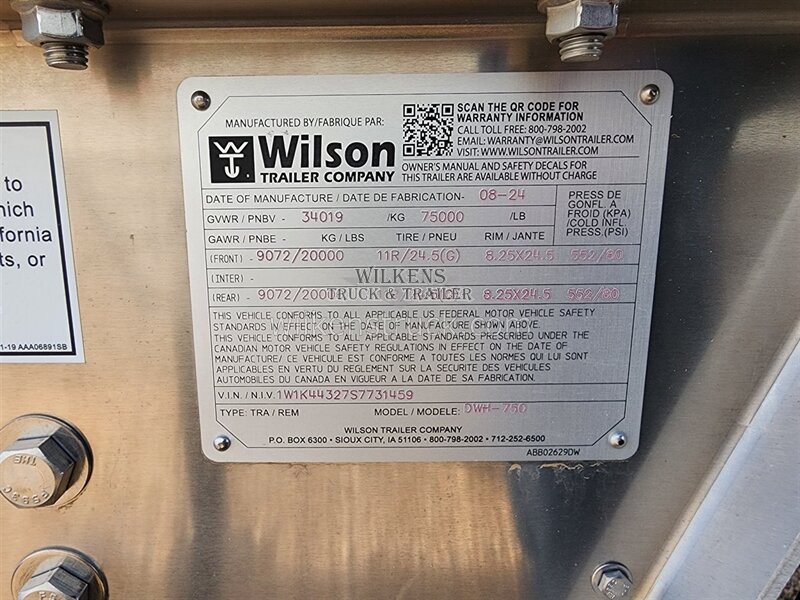 MANUFACTURED BY/FABRIQUE PAR:
Wilson
TRAILER COMPANY
SCAN THE QR CODE FOR
WARRANTY INFORMATION
CALL TOLL FREE: 800-798-2002
EMAIL: WARRANTY@WILSONTRAILER.COM
VISIT: WWW.WILSONTRAILER.COM
OWNER'S MANUAL AND SAFETY DECALS FOR
THIS TRAILER ARE AVAILABLE WITHOUT CHARGE
DATE OF MANUFACTURE / DATE DE FABRICATION- 08-24
GVWR / PNBV - 34019 /KG 75000 /LB
PRESS DE
GONFL. A
FROID (KPA)
/COLD INFL
PRESS.(PSI)
GAWR / PNBE - KG / LBS TIRE / PNEU RIM / JANTE
(FRONT) - 9072/20000 11R/24.5(G) 8.25X24.5 552/80
(INTER) -
WILKENS
TRUCK & TRAILER
(REAR) - 9072/20000 8.25X24.5 552/80
THIS VEHICLE CONFORMS TO ALL APPLICABLE US FEDERAL MOTOR VEHICLE SAFETY
STANDARDS IN EFFECT ON THE DATE OF MANUFACTURE SHOWN ABOVE.
THIS VEHICLE CONFORMS TO ALL APPLICABLE STANDARDS PRESCRIBED UNDER THE
CANADIAN MOTOR VEHICLE SAFETY REGULATIONS IN EFFECT ON THE DATE OF
MANUFACTURE/ CE VEHICULE EST CONFORME A TOUTES LES NORMES QUI LUI SONT
APPLICABLES EN VERTU DU REGLEMENT SUR LA SECURITE DES VEHICULES
AUTOMOBILES DU CANADA EN VIGUEUR A LA DATE DE SA FABRICATION.
V.I.N. / N.I.V. 1W1K44327S7731459
TYPE: TRA / REM MODEL / MODELE: DWH-750
WILSON TRAILER COMPANY
P.O. BOX 6300 • SIOUX CITY, IA 51106 • 800-798-2002 • 712-252-6500
ABB02629DW
to
hich
fornia
ts, or
1-19 AAA06891SB